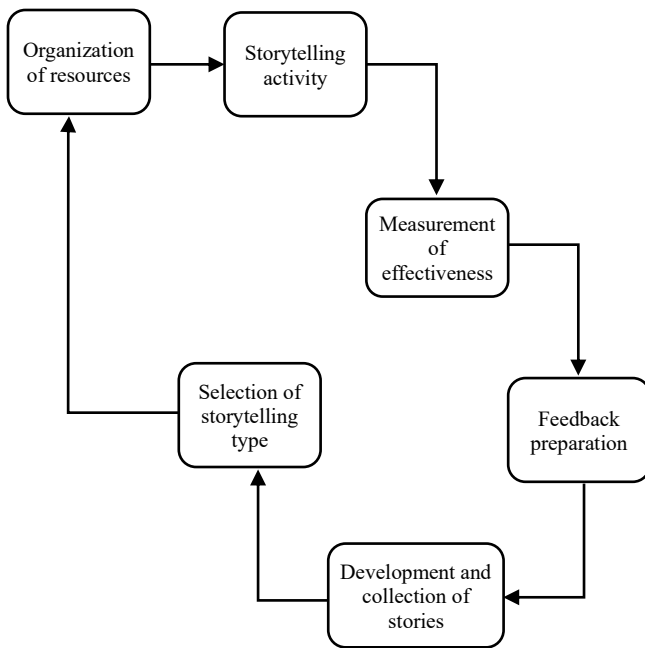 Organization
of resources
Storytelling
activity
Measurement
of
effectiveness
Selection of
storytelling
type
Feedback
preparation
Development and
collection of
stories